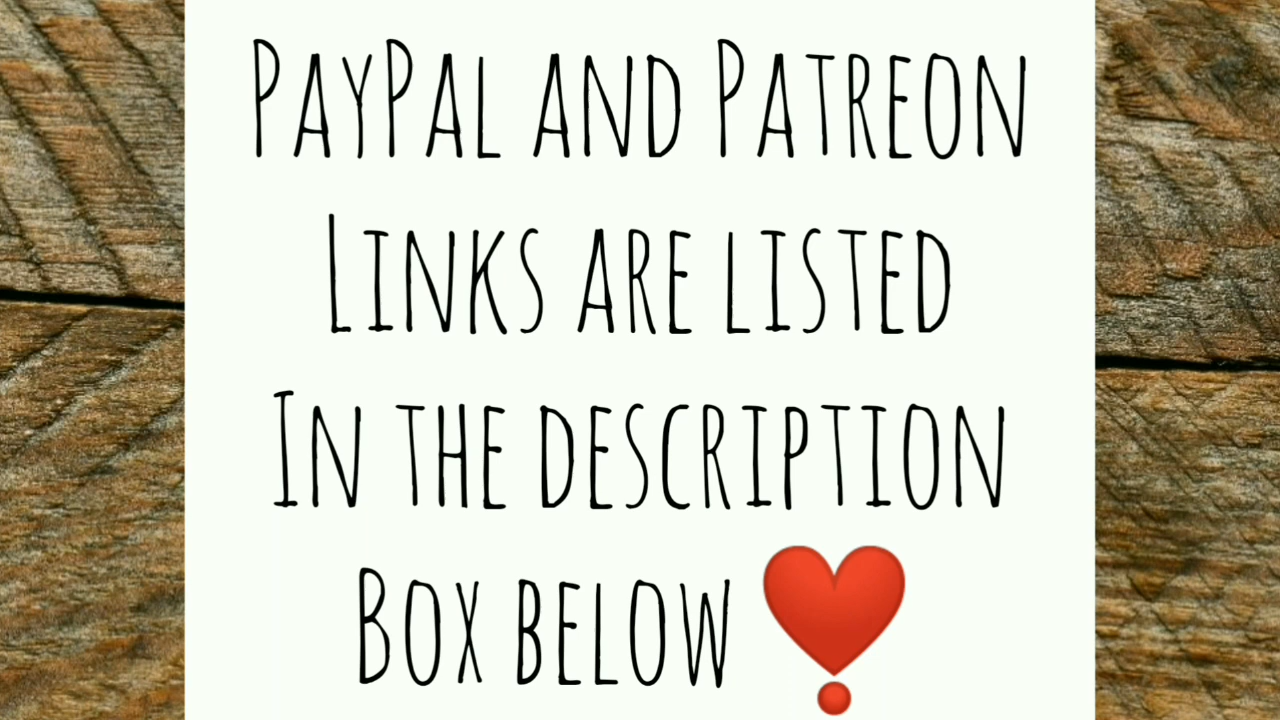 PayPal and Patreon
Links are listed
In the description
Box below ❣